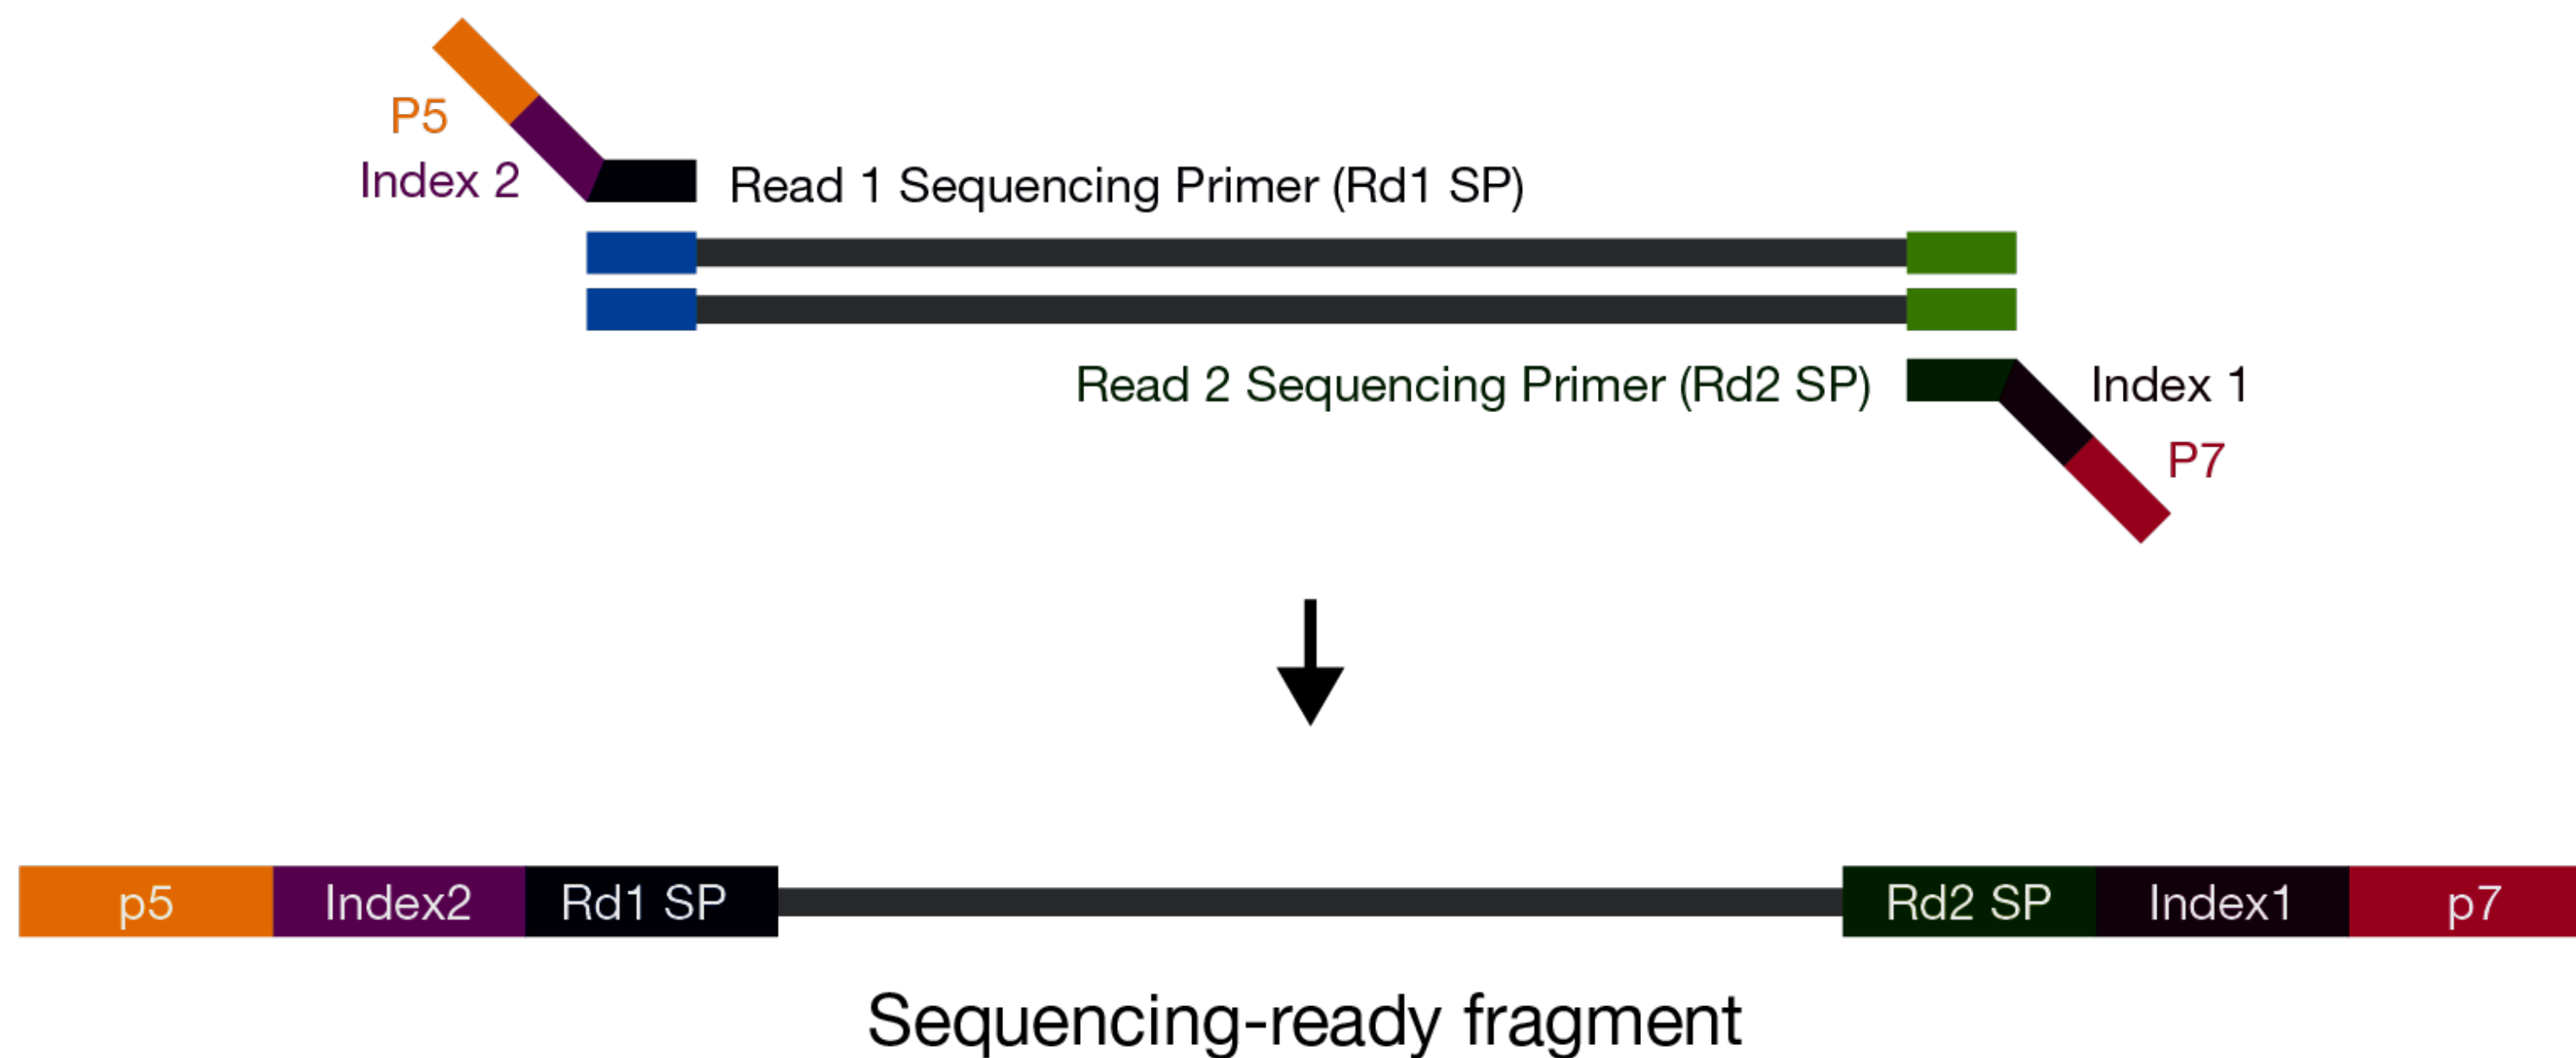 P5
Index 2
Read 1 Sequencing Primer (Rd1 SP)
Read 2 Sequencing Primer (Rd2 SP)
Index 1
P7
p5 Index2 Rd1 SP Rd2 SP Index1 p7
Sequencing-ready fragment